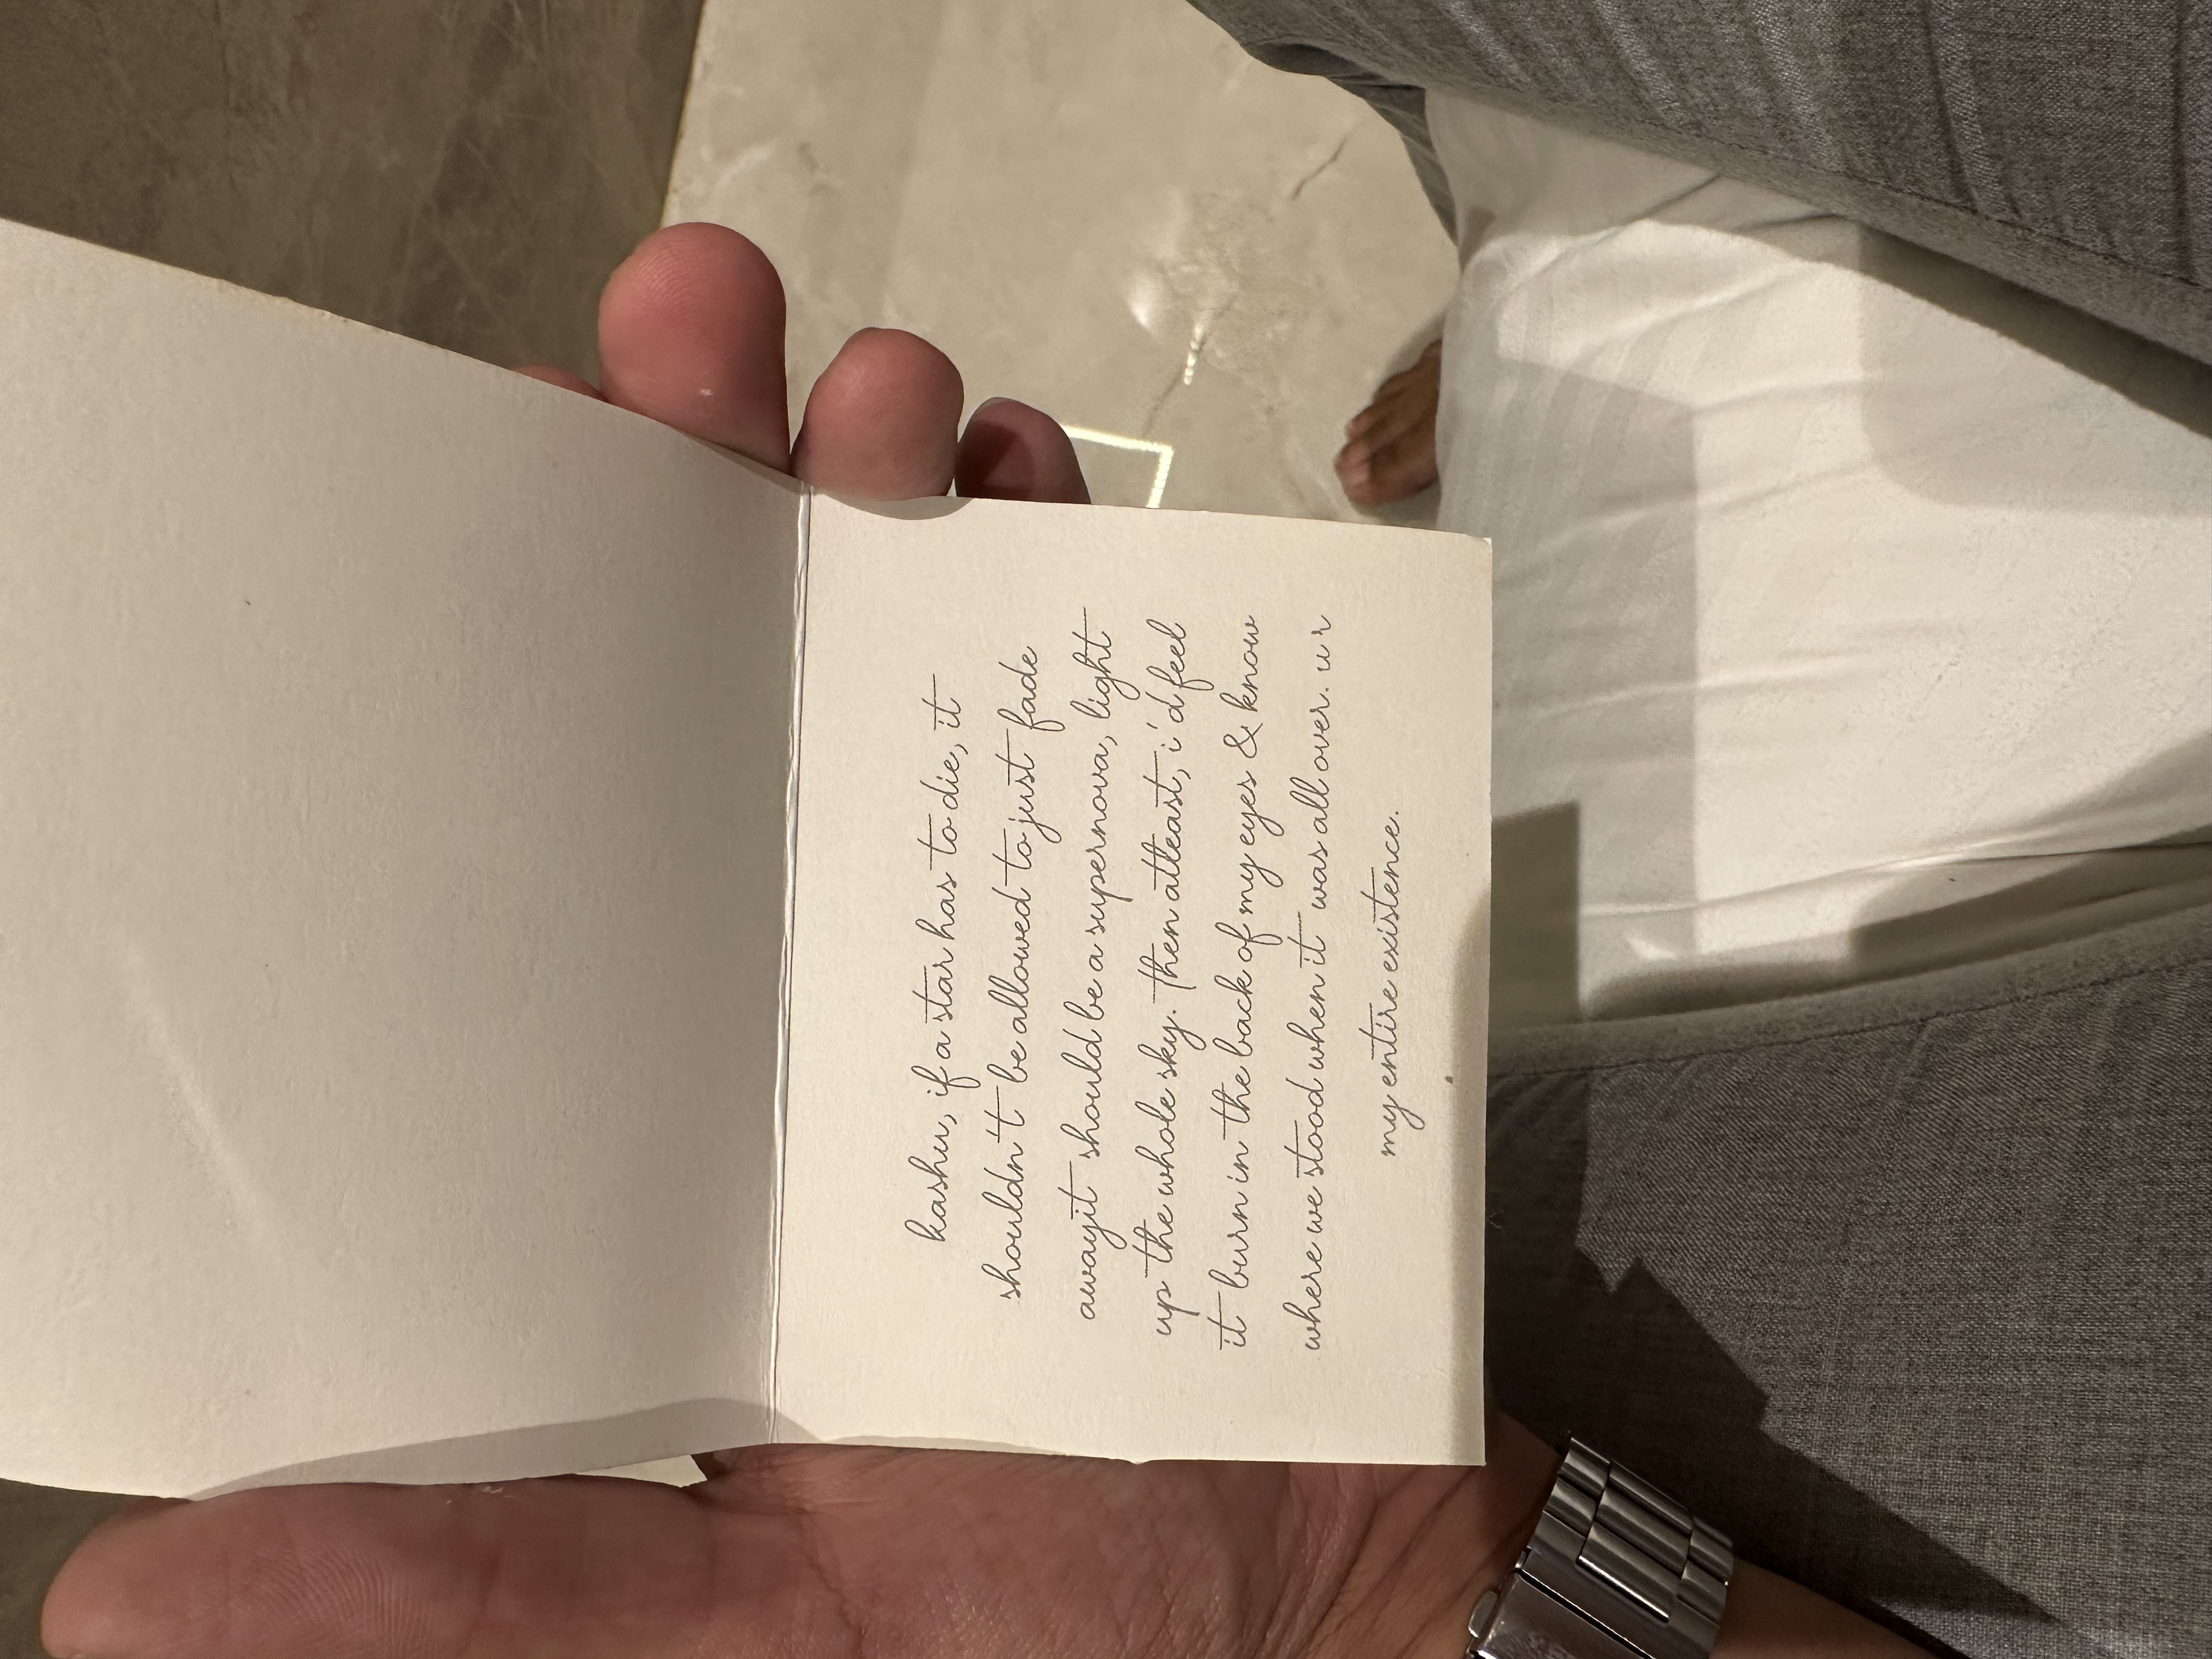 kashu, if a star has to die, it
shouldn't be allowed to just fade
awayit should be a supernova, light
up the whole sky. Then atleast, i'd feel
it burn in the back of my eyes & know
where we stood when it was all over. u r
my entire existence.